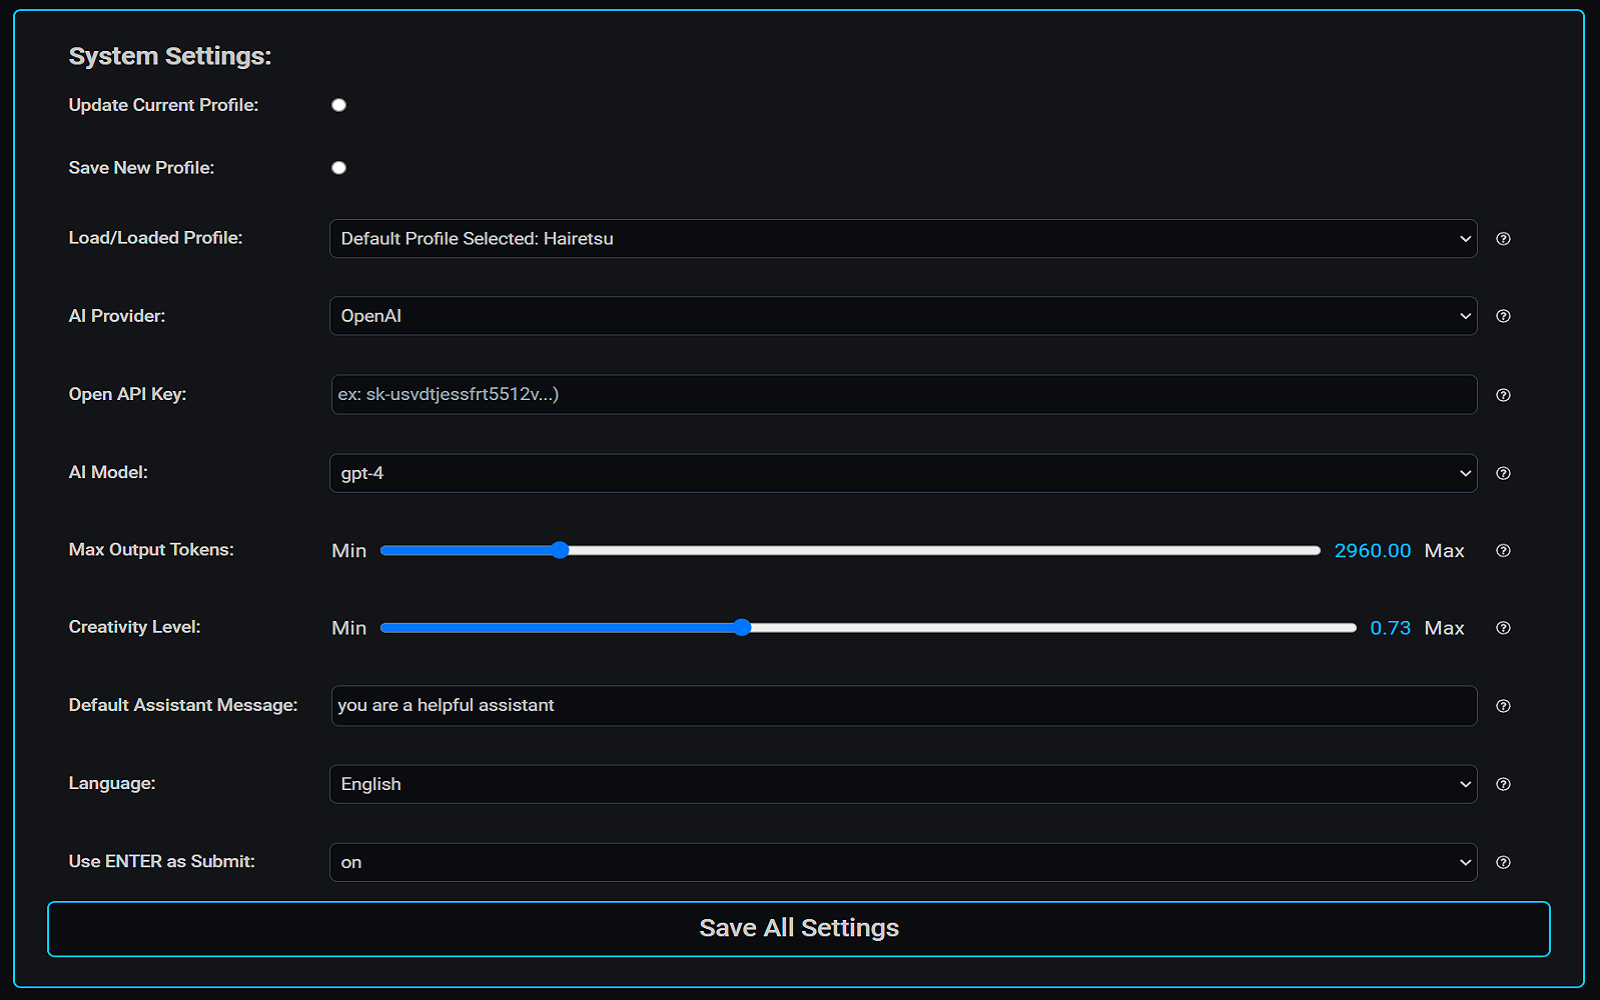 System Settings:
Update Current Profile:
Save New Profile:
Load/Loaded Profile: Default Profile Selected: Hairetsu
AI Provider: OpenAI
Open API Key: ex: sk-usvdtjessfrt5512v...)
AI Model: gpt-4
Max Output Tokens: Min 2960.00 Max
Creativity Level: Min 0.73 Max
Default Assistant Message: you are a helpful assistant
Language: English
Use ENTER as Submit: on
Save All Settings